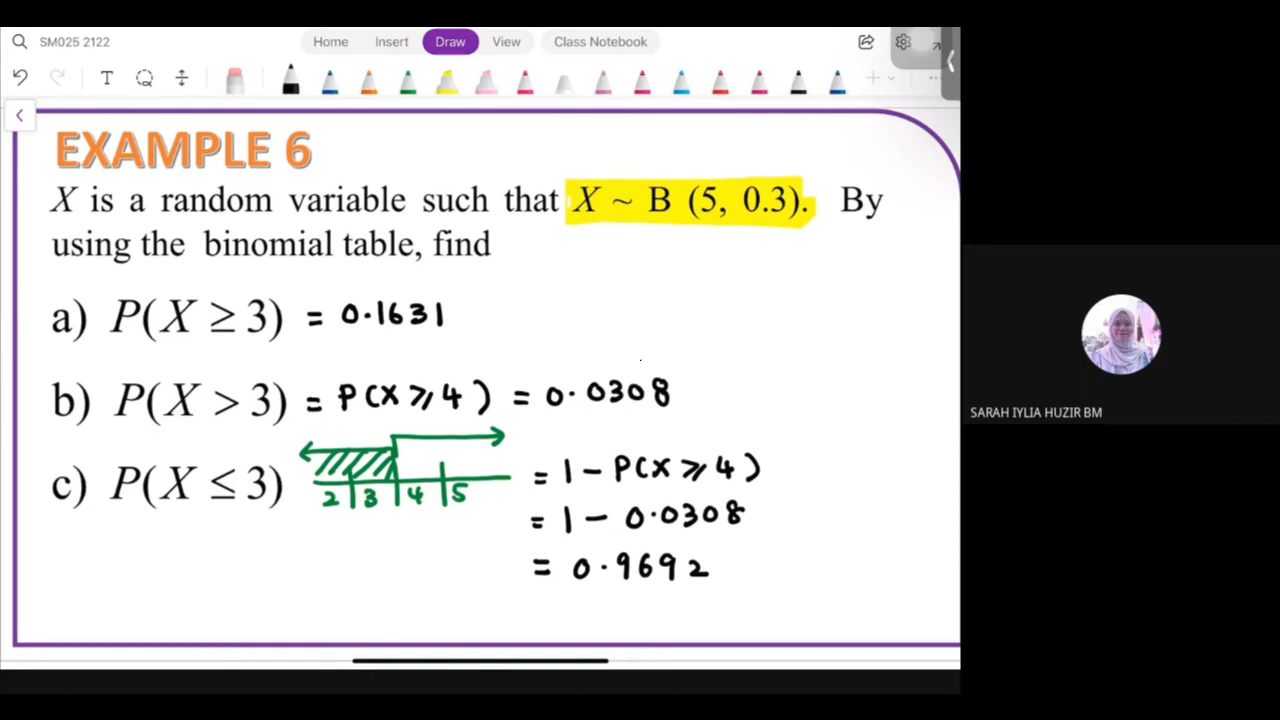 SM025 2122
Home Insert Draw View Class Notebook
T
EXAMPLE 6
X is a random variable such that X ~ B (5, 0.3). By
using the binomial table, find
a) P(X ≥ 3) = 0.1631
b) P(X > 3) = P(X ≥ 4) = 0.0308
c) P(X ≤ 3)
2 3 4 5
= 1 - P(X ≥ 4)
= 1 - 0.0308
= 0.9692
SARAH IYLIA HUZIR BM